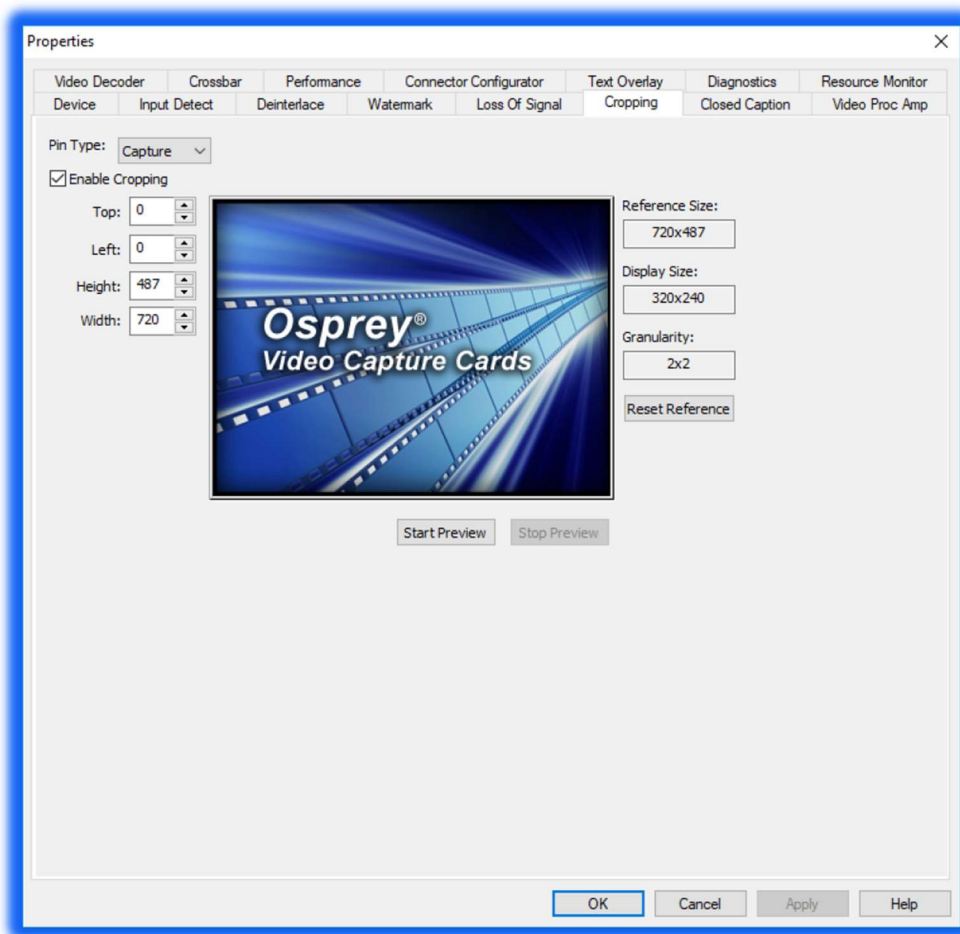 Properties
Video Decoder Crossbar Performance Connector Configurator Text Overlay Diagnostics Resource Monitor
Device Input Detect Deinterlace Watermark Loss Of Signal Cropping Closed Caption Video Proc Amp
Pin Type: Capture
Enable Cropping
Top: 0
Left: 0
Height: 487
Width: 720
Osprey®
Video Capture Cards
Reference Size:
720x487
Display Size:
320x240
Granularity:
2x2
Reset Reference
Start Preview Stop Preview
OK Cancel Apply Help